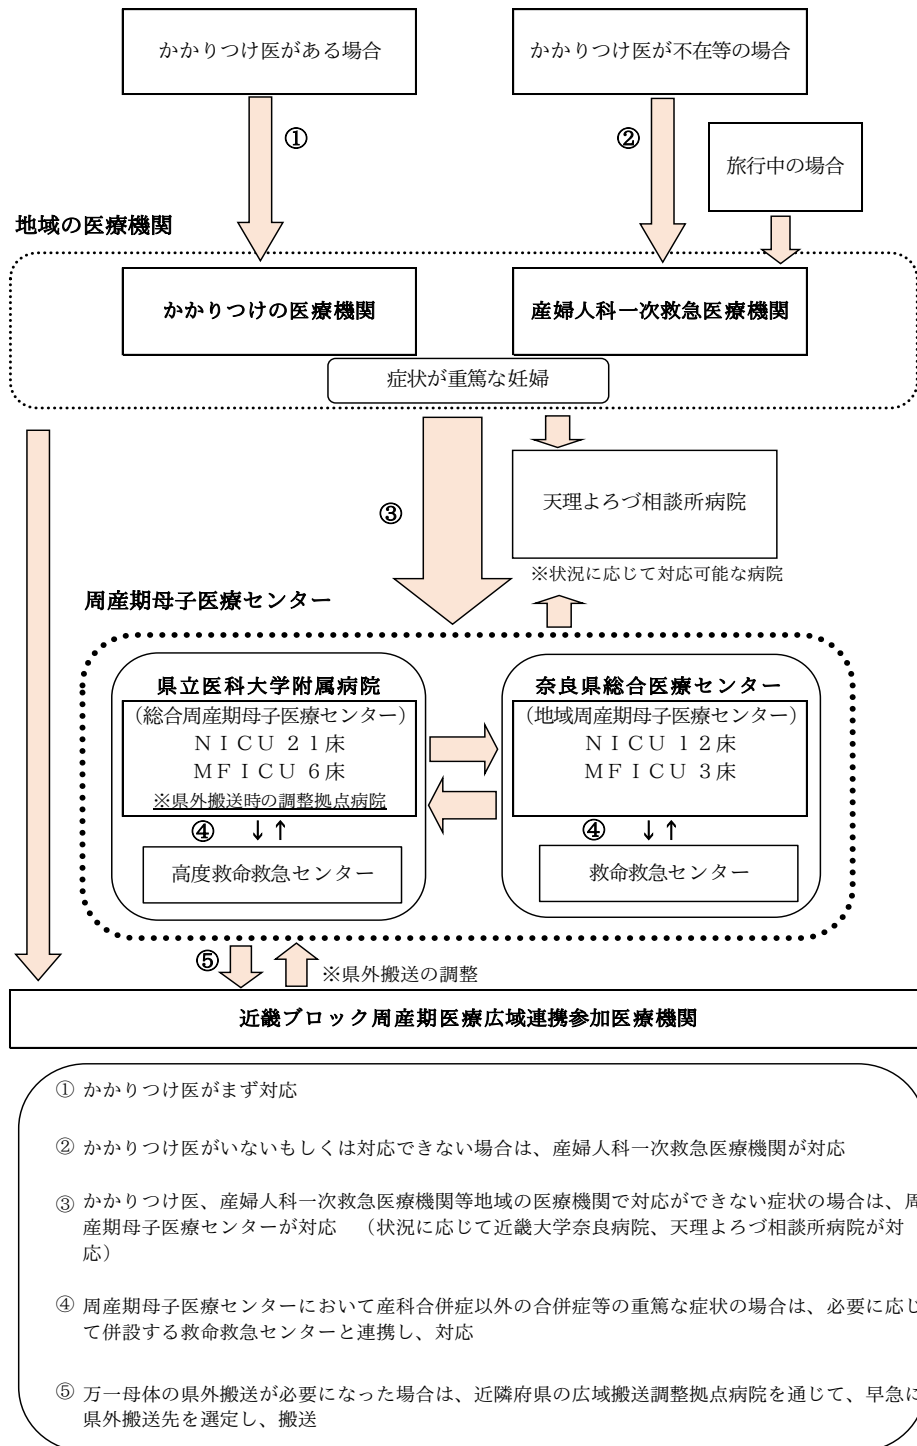 かかりつけ医がある場合
かかりつけ医が不在等の場合
①
②
旅行中の場合
地域の医療機関
かかりつけの医療機関
産婦人科一次救急医療機関
症状が重篤な妊婦
③
天理よろづ相談所病院
※状況に応じて対応可能な病院
周産期母子医療センター
県立医科大学附属病院
（総合周産期母子医療センター）
ＮＩＣＵ ２１床
ＭＦＩＣＵ ６床
※県外搬送時の調整拠点病院
④ ↓↑
高度救命救急センター
奈良県総合医療センター
（地域周産期母子医療センター）
ＮＩＣＵ １２床
ＭＦＩＣＵ ３床
④ ↓↑
救命救急センター
⑤
※県外搬送の調整
近畿ブロック周産期医療広域連携参加医療機関
① かかりつけ医がまず対応
② かかりつけ医がいないもしくは対応できない場合は、産婦人科一次救急医療機関が対応
③ かかりつけ医、産婦人科一次救急医療機関等地域の医療機関で対応ができない症状の場合は、周
産期母子医療センターが対応　（状況に応じて近畿大学奈良病院、天理よろづ相談所病院が対
応）
④ 周産期母子医療センターにおいて産科合併症以外の合併症等の重篤な症状の場合は、必要に応じ
て併設する救命救急センターと連携し、対応
⑤ 万一母体の県外搬送が必要になった場合は、近隣府県の広域搬送調整拠点病院を通じて、早急に
県外搬送先を選定し、搬送